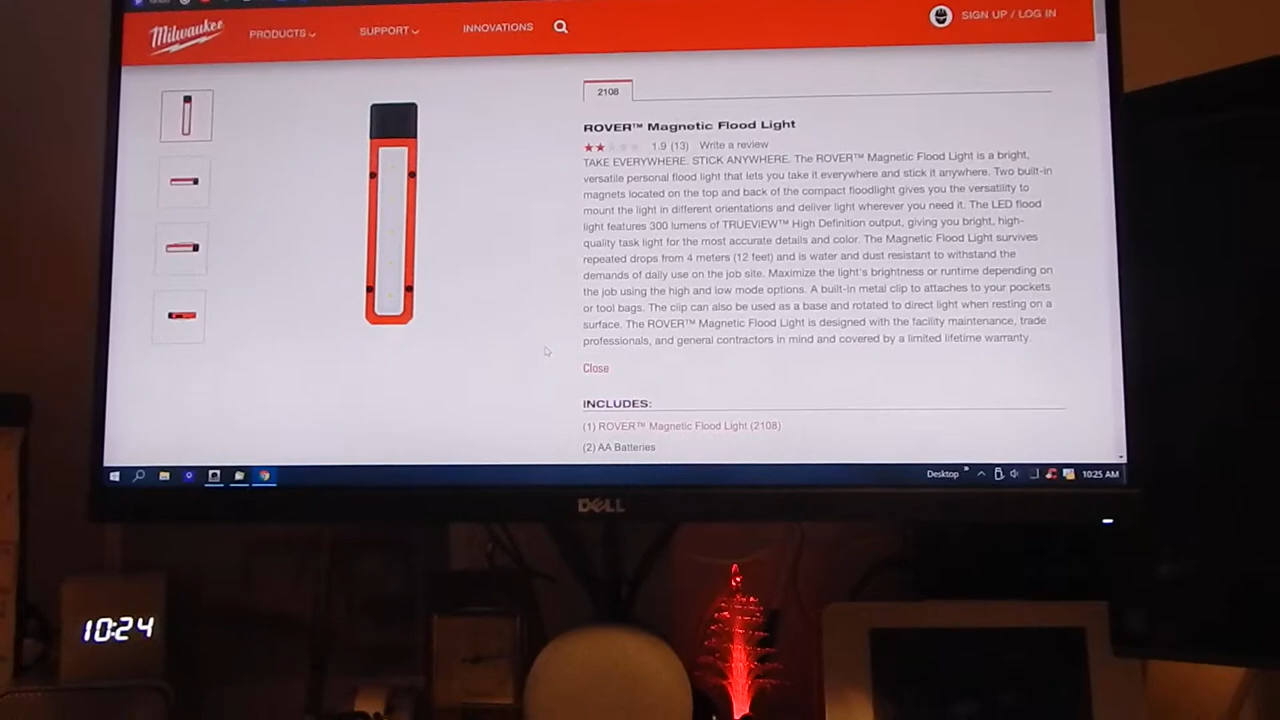 Milwaukee
PRODUCTS
SUPPORT
INNOVATIONS
SIGN UP / LOG IN
2108
ROVER™ Magnetic Flood Light
1.9 (13) Write a review
TAKE EVERYWHERE. STICK ANYWHERE. The ROVER™ Magnetic Flood Light is a bright,
versatile personal flood light that lets you take it everywhere and stick it anywhere. Two built-in
magnets located on the top and back of the compact floodlight gives you the versatility to
mount the light in different orientations and deliver light wherever you need it. The LED flood
light features 300 lumens of TRUEVIEW™ High Definition output, giving you bright, high-
quality task light for the most accurate details and color. The Magnetic Flood Light survives
repeated drops from 4 meters (12 feet) and is water and dust resistant to withstand the
demands of daily use on the job site. Maximize the light's brightness or runtime depending on
the job using the high and low mode options. A built-in metal clip to attaches to your pockets
or tool bags. The clip can also be used as a base and rotated to direct light when resting on a
surface. The ROVER™ Magnetic Flood Light is designed with the facility maintenance, trade
professionals, and general contractors in mind and covered by a limited lifetime warranty.
Close
INCLUDES:
(1) ROVER™ Magnetic Flood Light (2108)
(2) AA Batteries
Desktop
10:25 AM
DELL
10:24